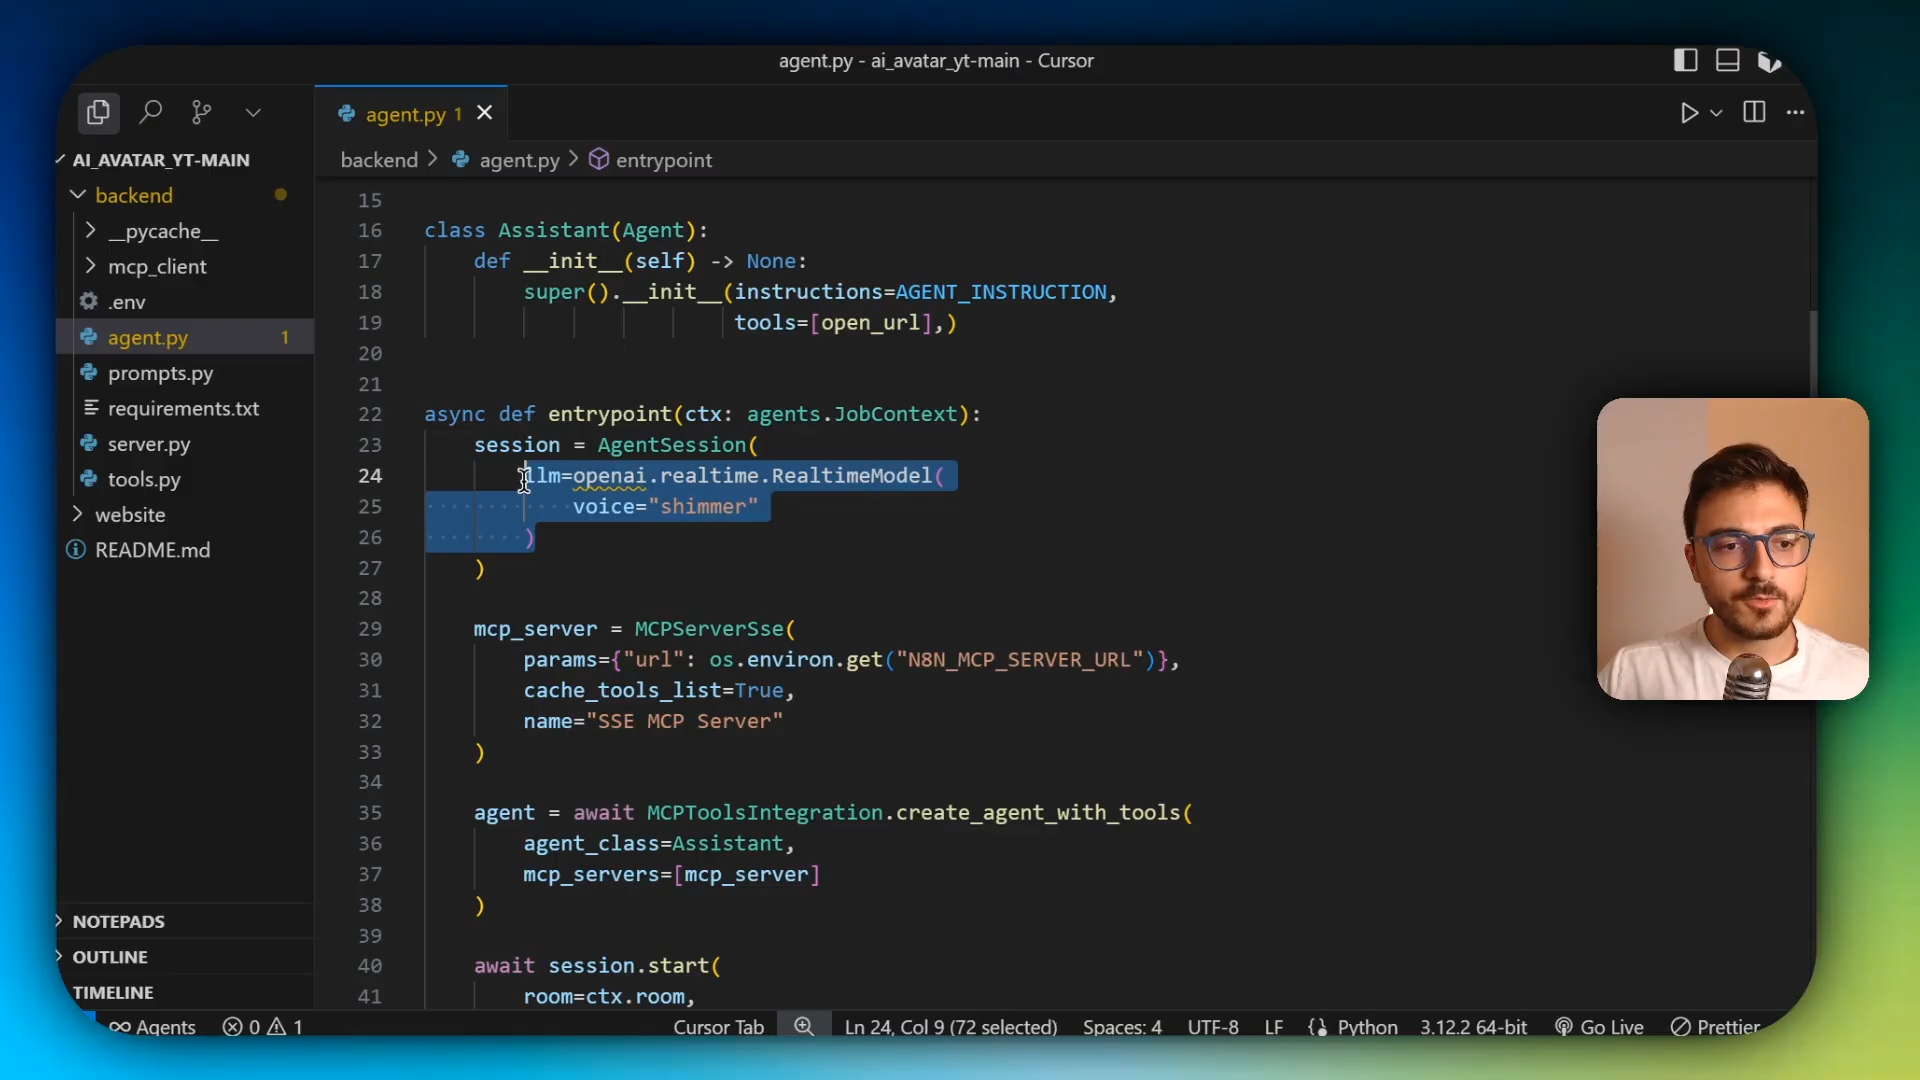 agent.py - ai_avatar_yt-main - Cursor
agent.py 1
AI_AVATAR_YT-MAIN
backend
__pycache__
mcp_client
.env
agent.py 1
prompts.py
requirements.txt
server.py
tools.py
website
README.md
NOTEPADS
OUTLINE
TIMELINE
backend > agent.py > entrypoint
15
16 class Assistant(Agent):
17 def __init__(self) -> None:
18 super().__init__(instructions=AGENT_INSTRUCTION,
19 tools=[open_url],)
20
21
22 async def entrypoint(ctx: agents.JobContext):
23 session = AgentSession(
24 llm=openai.realtime.RealtimeModel(
25 voice="shimmer"
26 )
27 )
28
29 mcp_server = MCPServerSse(
30 params={"url": os.environ.get("N8N_MCP_SERVER_URL")},
31 cache_tools_list=True,
32 name="SSE MCP Server"
33 )
34
35 agent = await MCPToolsIntegration.create_agent_with_tools(
36 agent_class=Assistant,
37 mcp_servers=[mcp_server]
38 )
39
40 await session.start(
41 room=ctx.room,
Agents 0 1 Cursor Tab Ln 24, Col 9 (72 selected) Spaces: 4 UTF-8 LF Python 3.12.2 64-bit Go Live Prettier